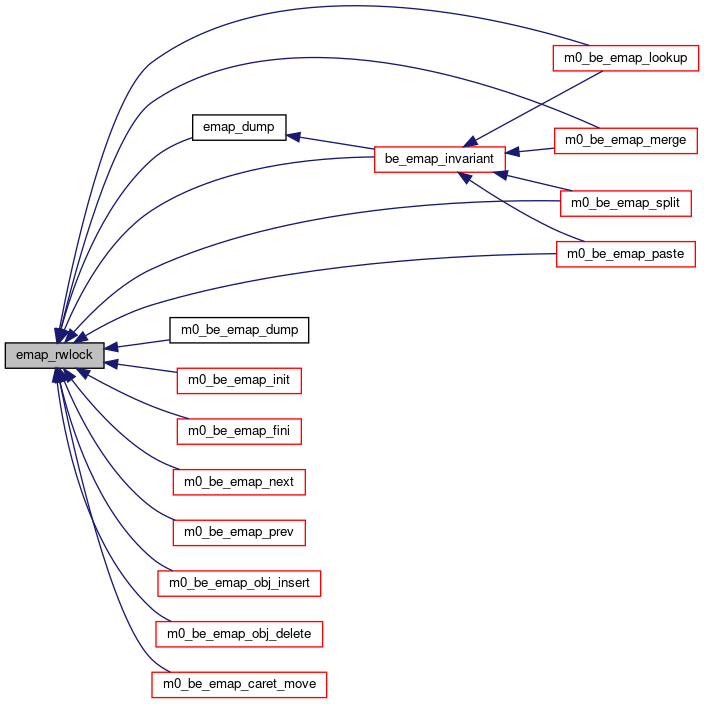 m0_be_emap_lookup
emap_dump
m0_be_emap_merge
be_emap_invariant
m0_be_emap_split
m0_be_emap_paste
m0_be_emap_dump
emap_rwlock
m0_be_emap_init
m0_be_emap_fini
m0_be_emap_next
m0_be_emap_prev
m0_be_emap_obj_insert
m0_be_emap_obj_delete
m0_be_emap_caret_move